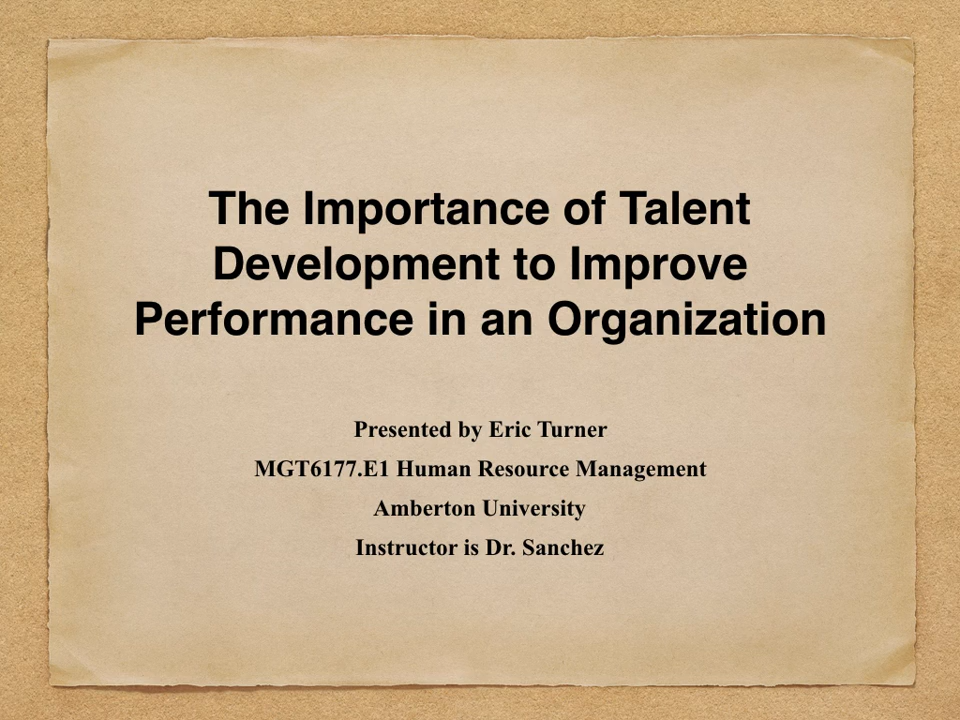 The Importance of Talent
Development to Improve
Performance in an Organization
Presented by Eric Turner
MGT6177.E1 Human Resource Management
Amberton University
Instructor is Dr. Sanchez